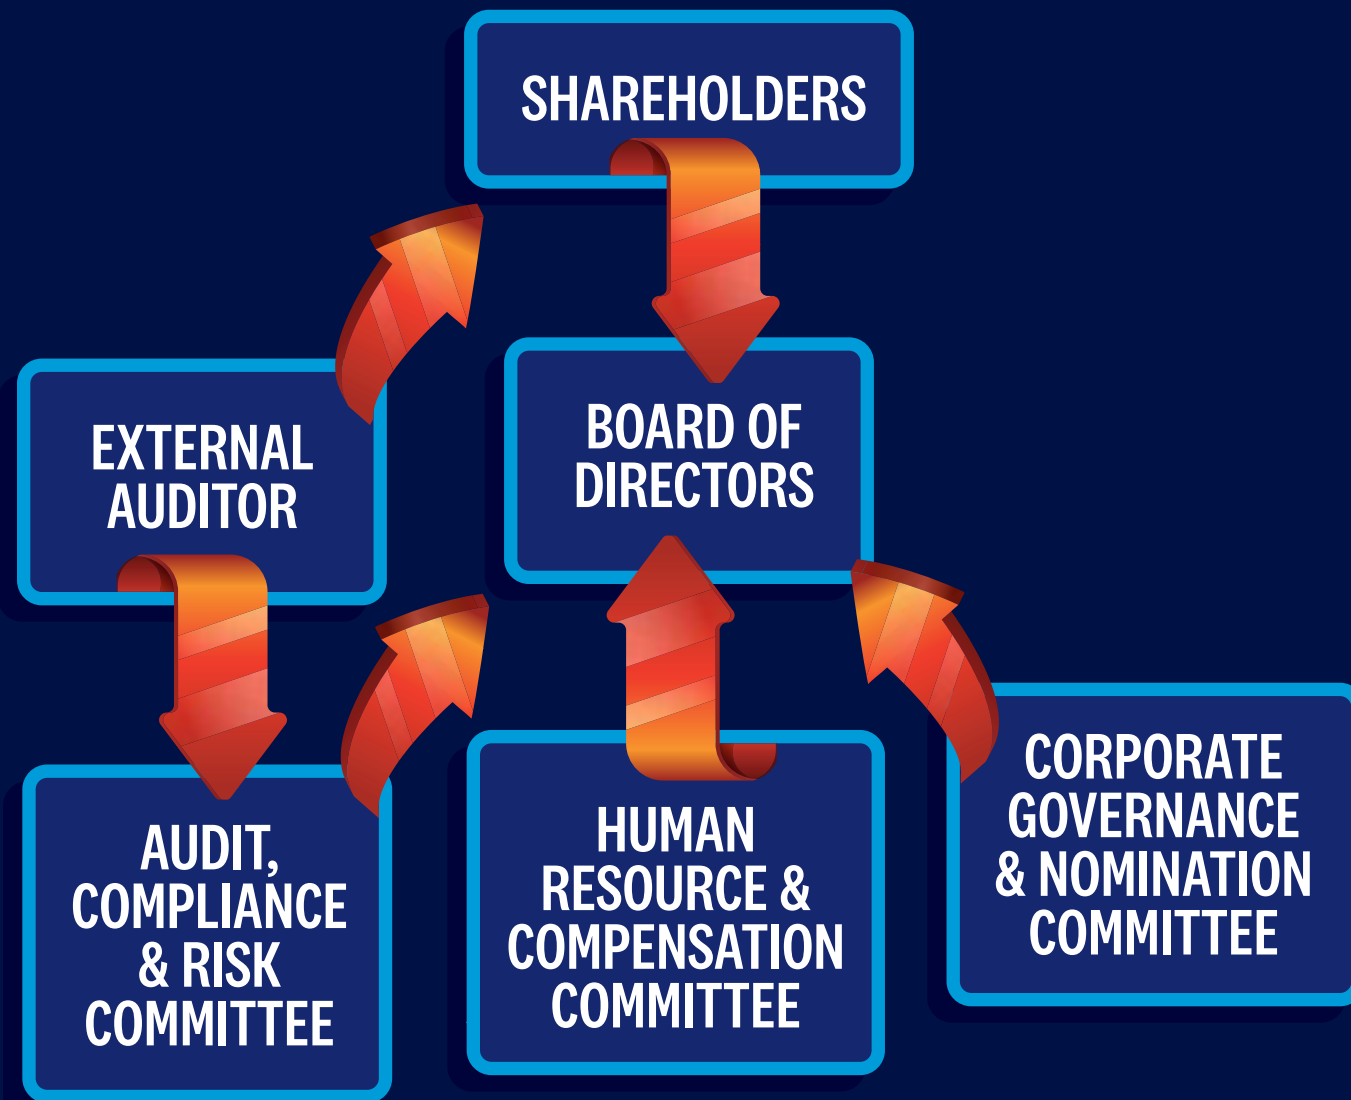 SHAREHOLDERS
EXTERNAL
AUDITOR
BOARD OF
DIRECTORS
AUDIT,
COMPLIANCE
& RISK
COMMITTEE
HUMAN
RESOURCE &
COMPENSATION
COMMITTEE
CORPORATE
GOVERNANCE
& NOMINATION
COMMITTEE